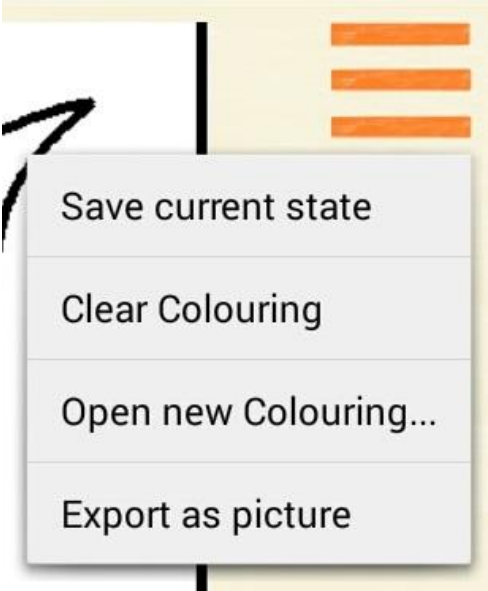 Save current state
Clear Colouring
Open new Colouring...
Export as picture